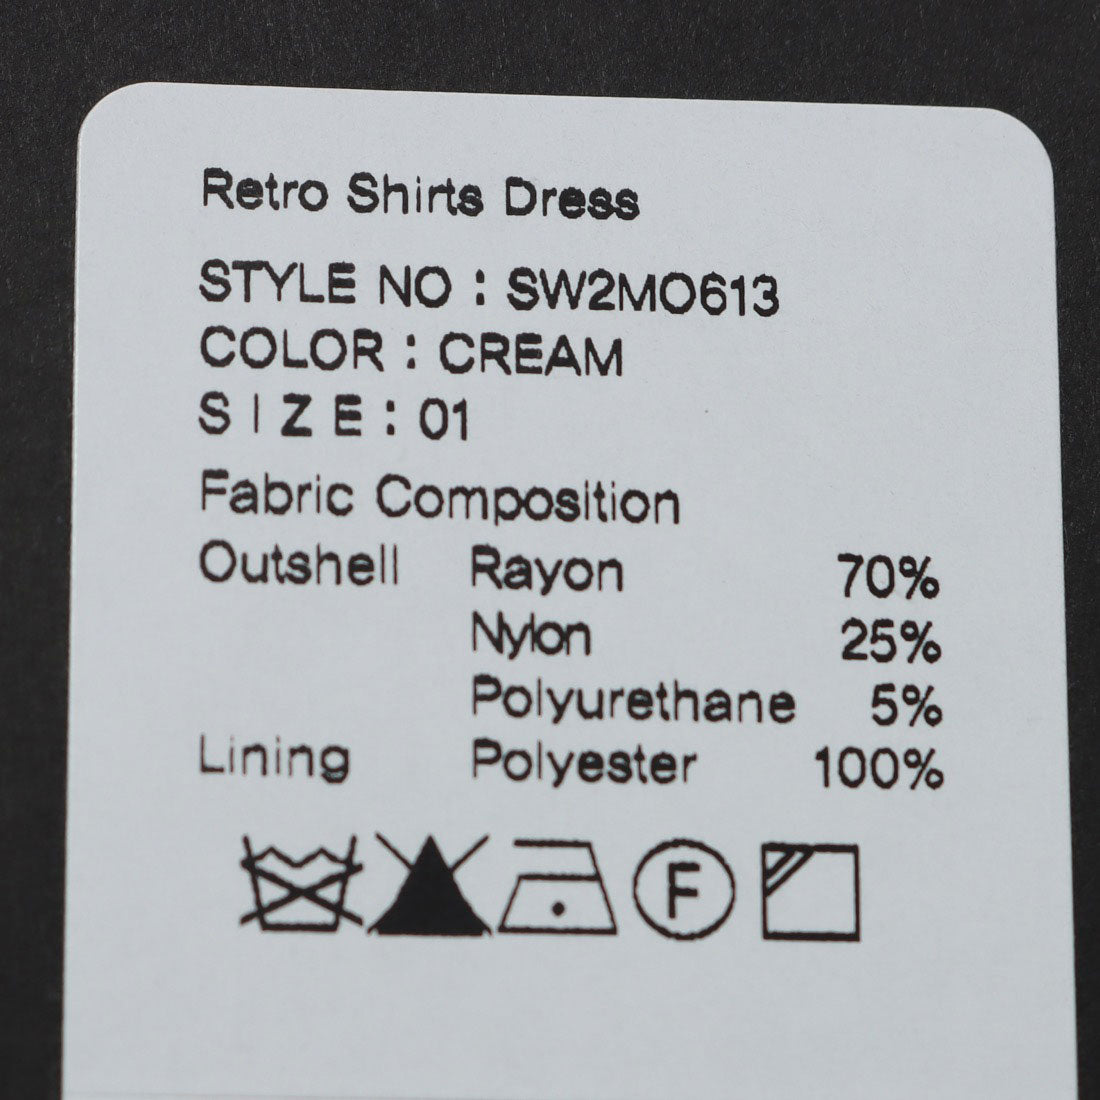 Retro Shirts Dress
STYLE NO : SW2MO613
COLOR : CREAM
SIZE : 01
Fabric Composition
Outshell Rayon 70%
Nylon 25%
Polyurethane 5%
Lining Polyester 100%
F